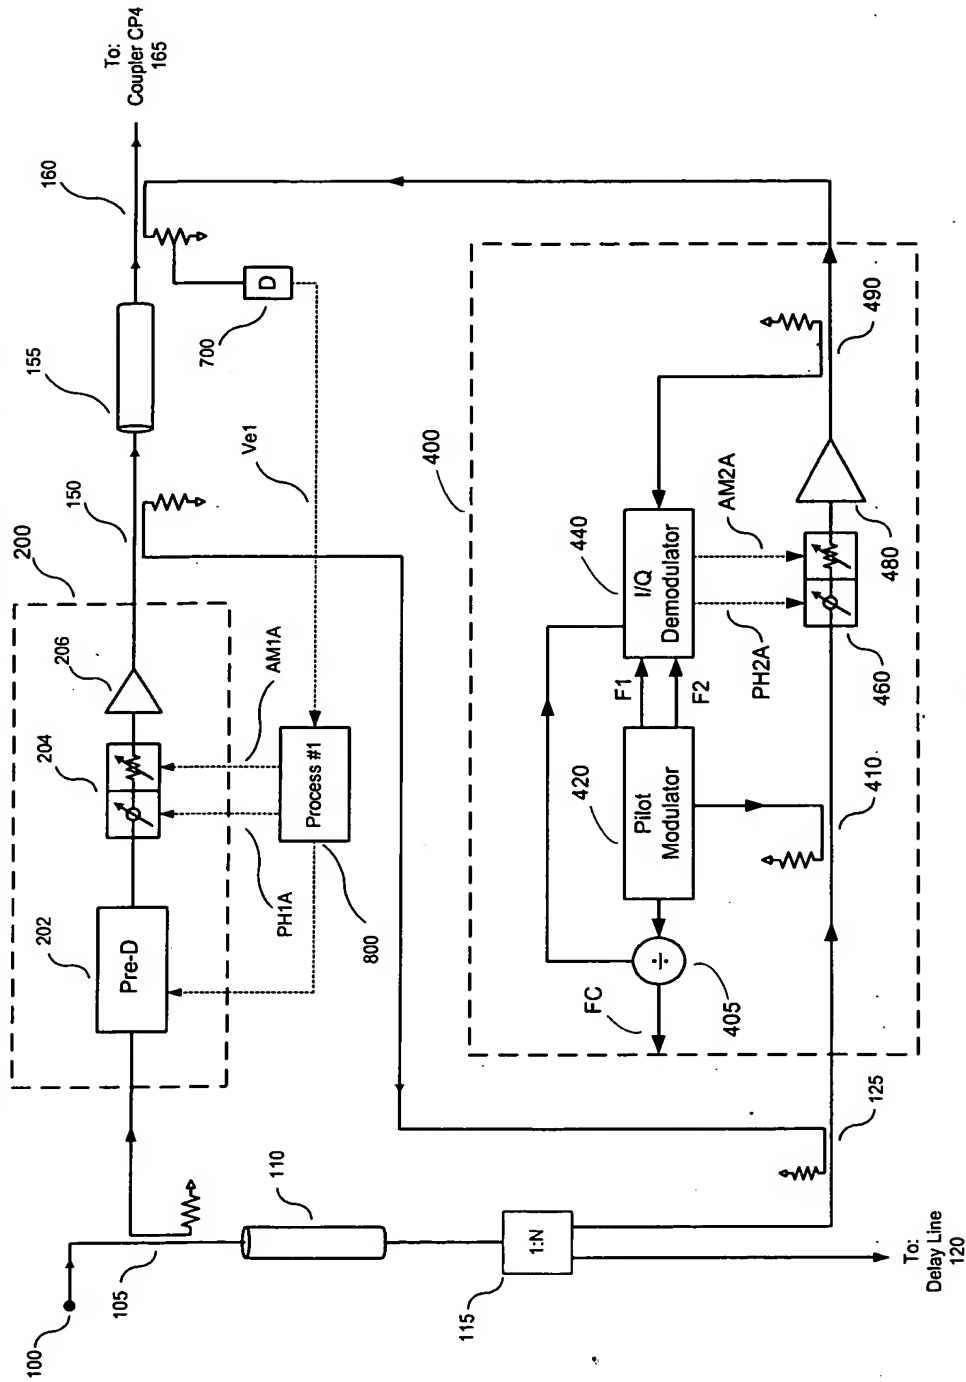 To:
Coupler CP4
165
160
155
150
200
206
204
202
Pre-D
AM1A
PH1A
Process #1
800
Ve1
D
700
400
490
440
I/Q
Demodulator
AM2A
PH2A
480
460
F1
F2
420
Pilot
Modulator
410
÷
FC
405
125
110
1:N
115
105
100
To:
Delay Line
120